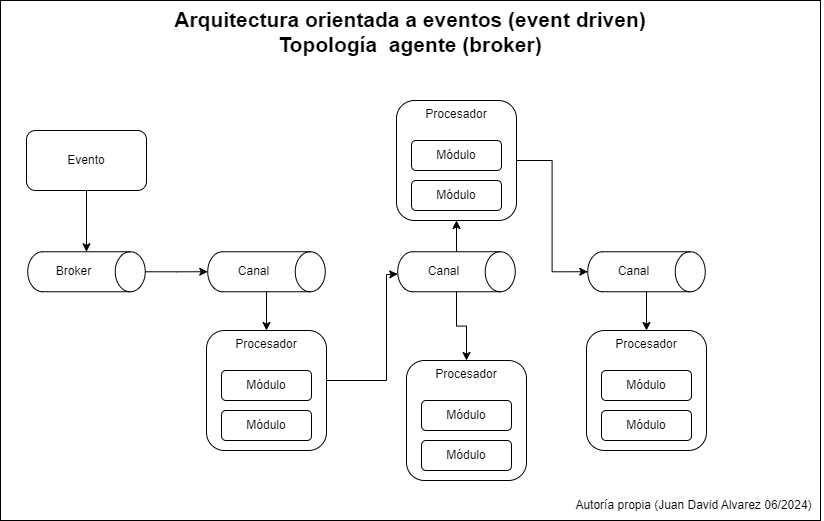 Arquitectura orientada a eventos (event driven)
Topología  agente (broker)
Evento
Broker
Canal
Procesador
Módulo
Módulo
Canal
Procesador
Módulo
Módulo
Procesador
Módulo
Módulo
Canal
Procesador
Módulo
Módulo
Autoría propia (Juan David Alvarez 06/2024)